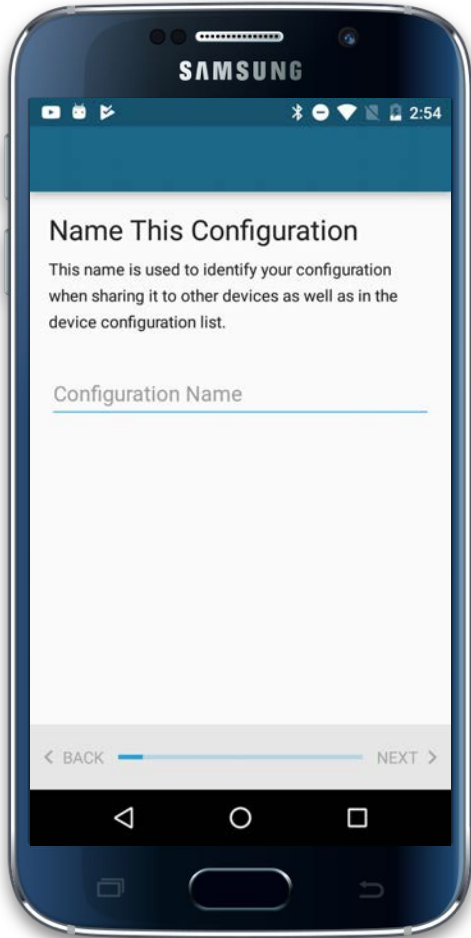 SAMSUNG
2:54
Name This Configuration
This name is used to identify your configuration
when sharing it to other devices as well as in the
device configuration list.
Configuration Name
BACK
NEXT